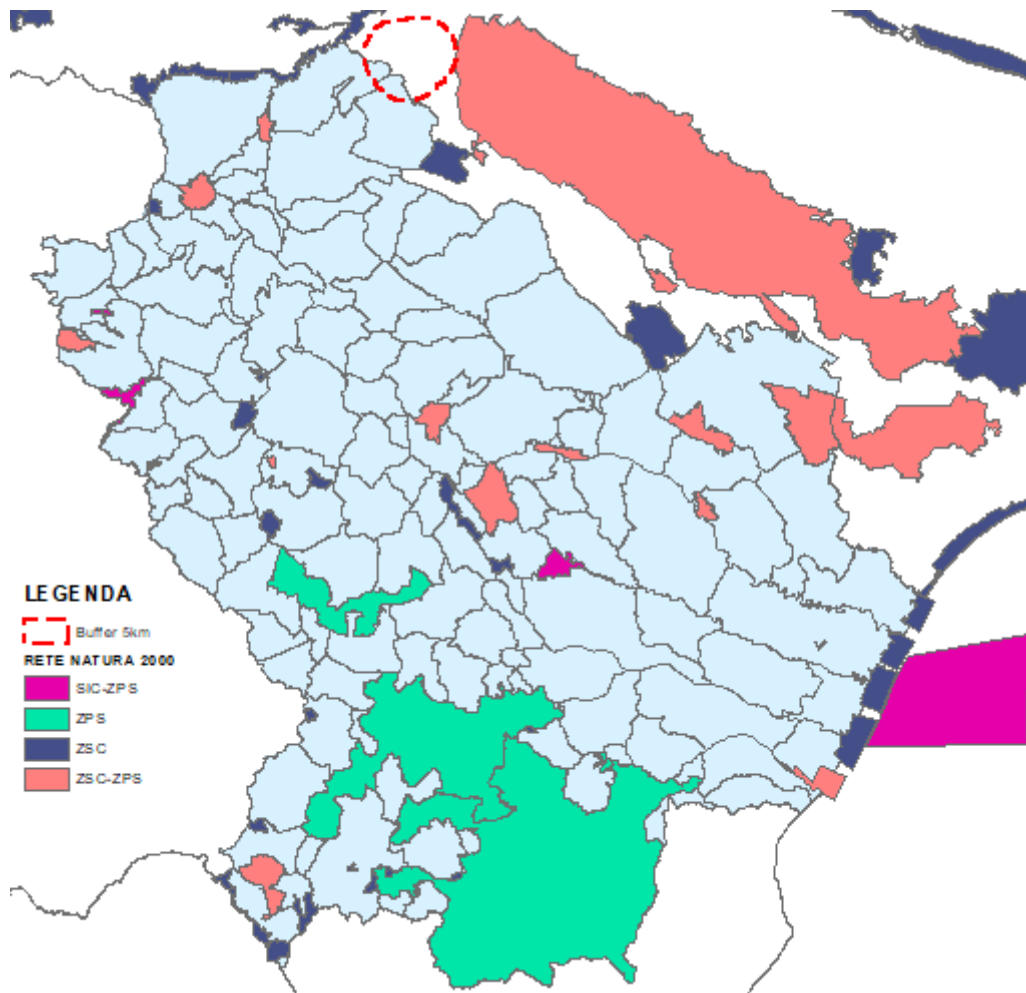 LEGENDA
Buffer 5km
RETE NATURA 2000
SIC-ZPS
ZPS
ZSC
ZSC-ZPS